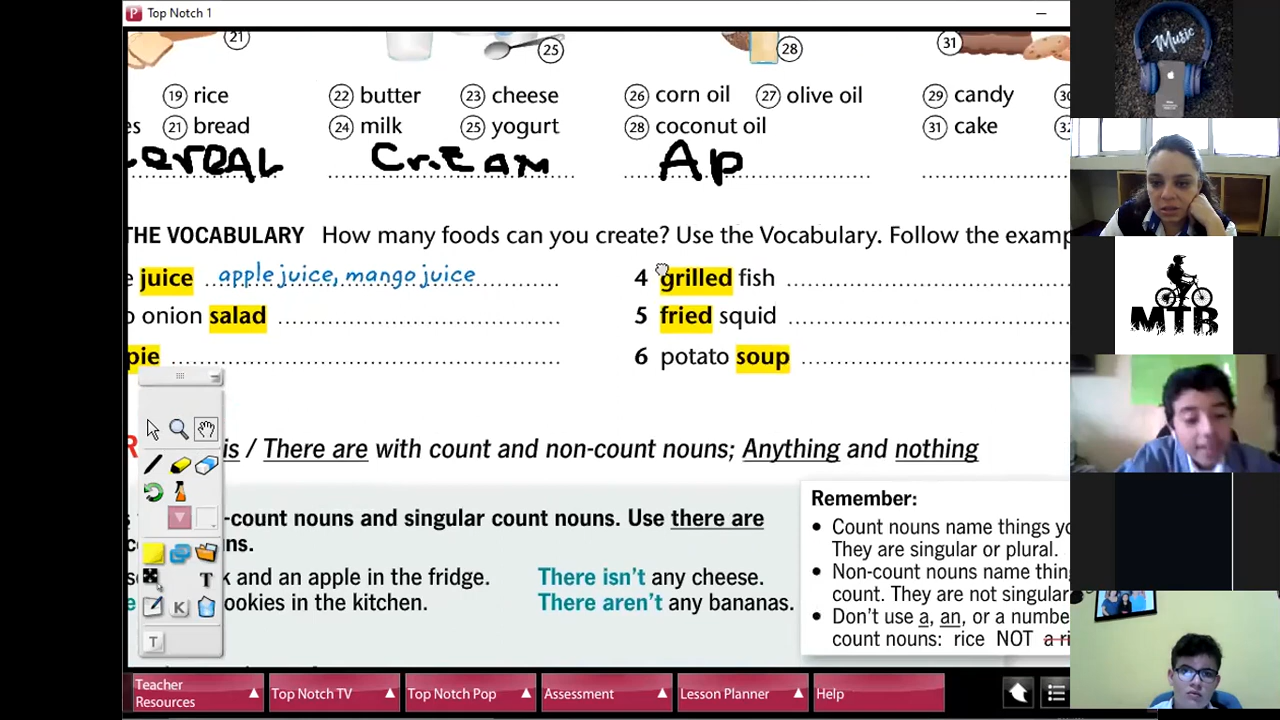 Top Notch 1
Music
21
25
28
31
19 rice
22 butter
23 cheese
26 corn oil
27 olive oil
29 candy
30
es
21 bread
24 milk
25 yogurt
28 coconut oil
31 cake
32
cereAL
CrEam
Ap
THE VOCABULARY How many foods can you create? Use the Vocabulary. Follow the examp
e juice apple juice, mango juice
4 grilled fish
o onion salad
5 fried squid
pie
6 potato soup
MTB
R is / There are with count and non-count nouns; Anything and nothing
Remember:
-count nouns and singular count nouns. Use there are
Count nouns name things yo
They are singular or plural.
k and an apple in the fridge.
There isn't any cheese.
Non-count nouns name thin
count. They are not singula
ookies in the kitchen.
There aren't any bananas.
Don't use a, an, or a numbe
count nouns: rice NOT a ri
T
K
T
Teacher Resources
Top Notch TV
Top Notch Pop
Assessment
Lesson Planner
Help